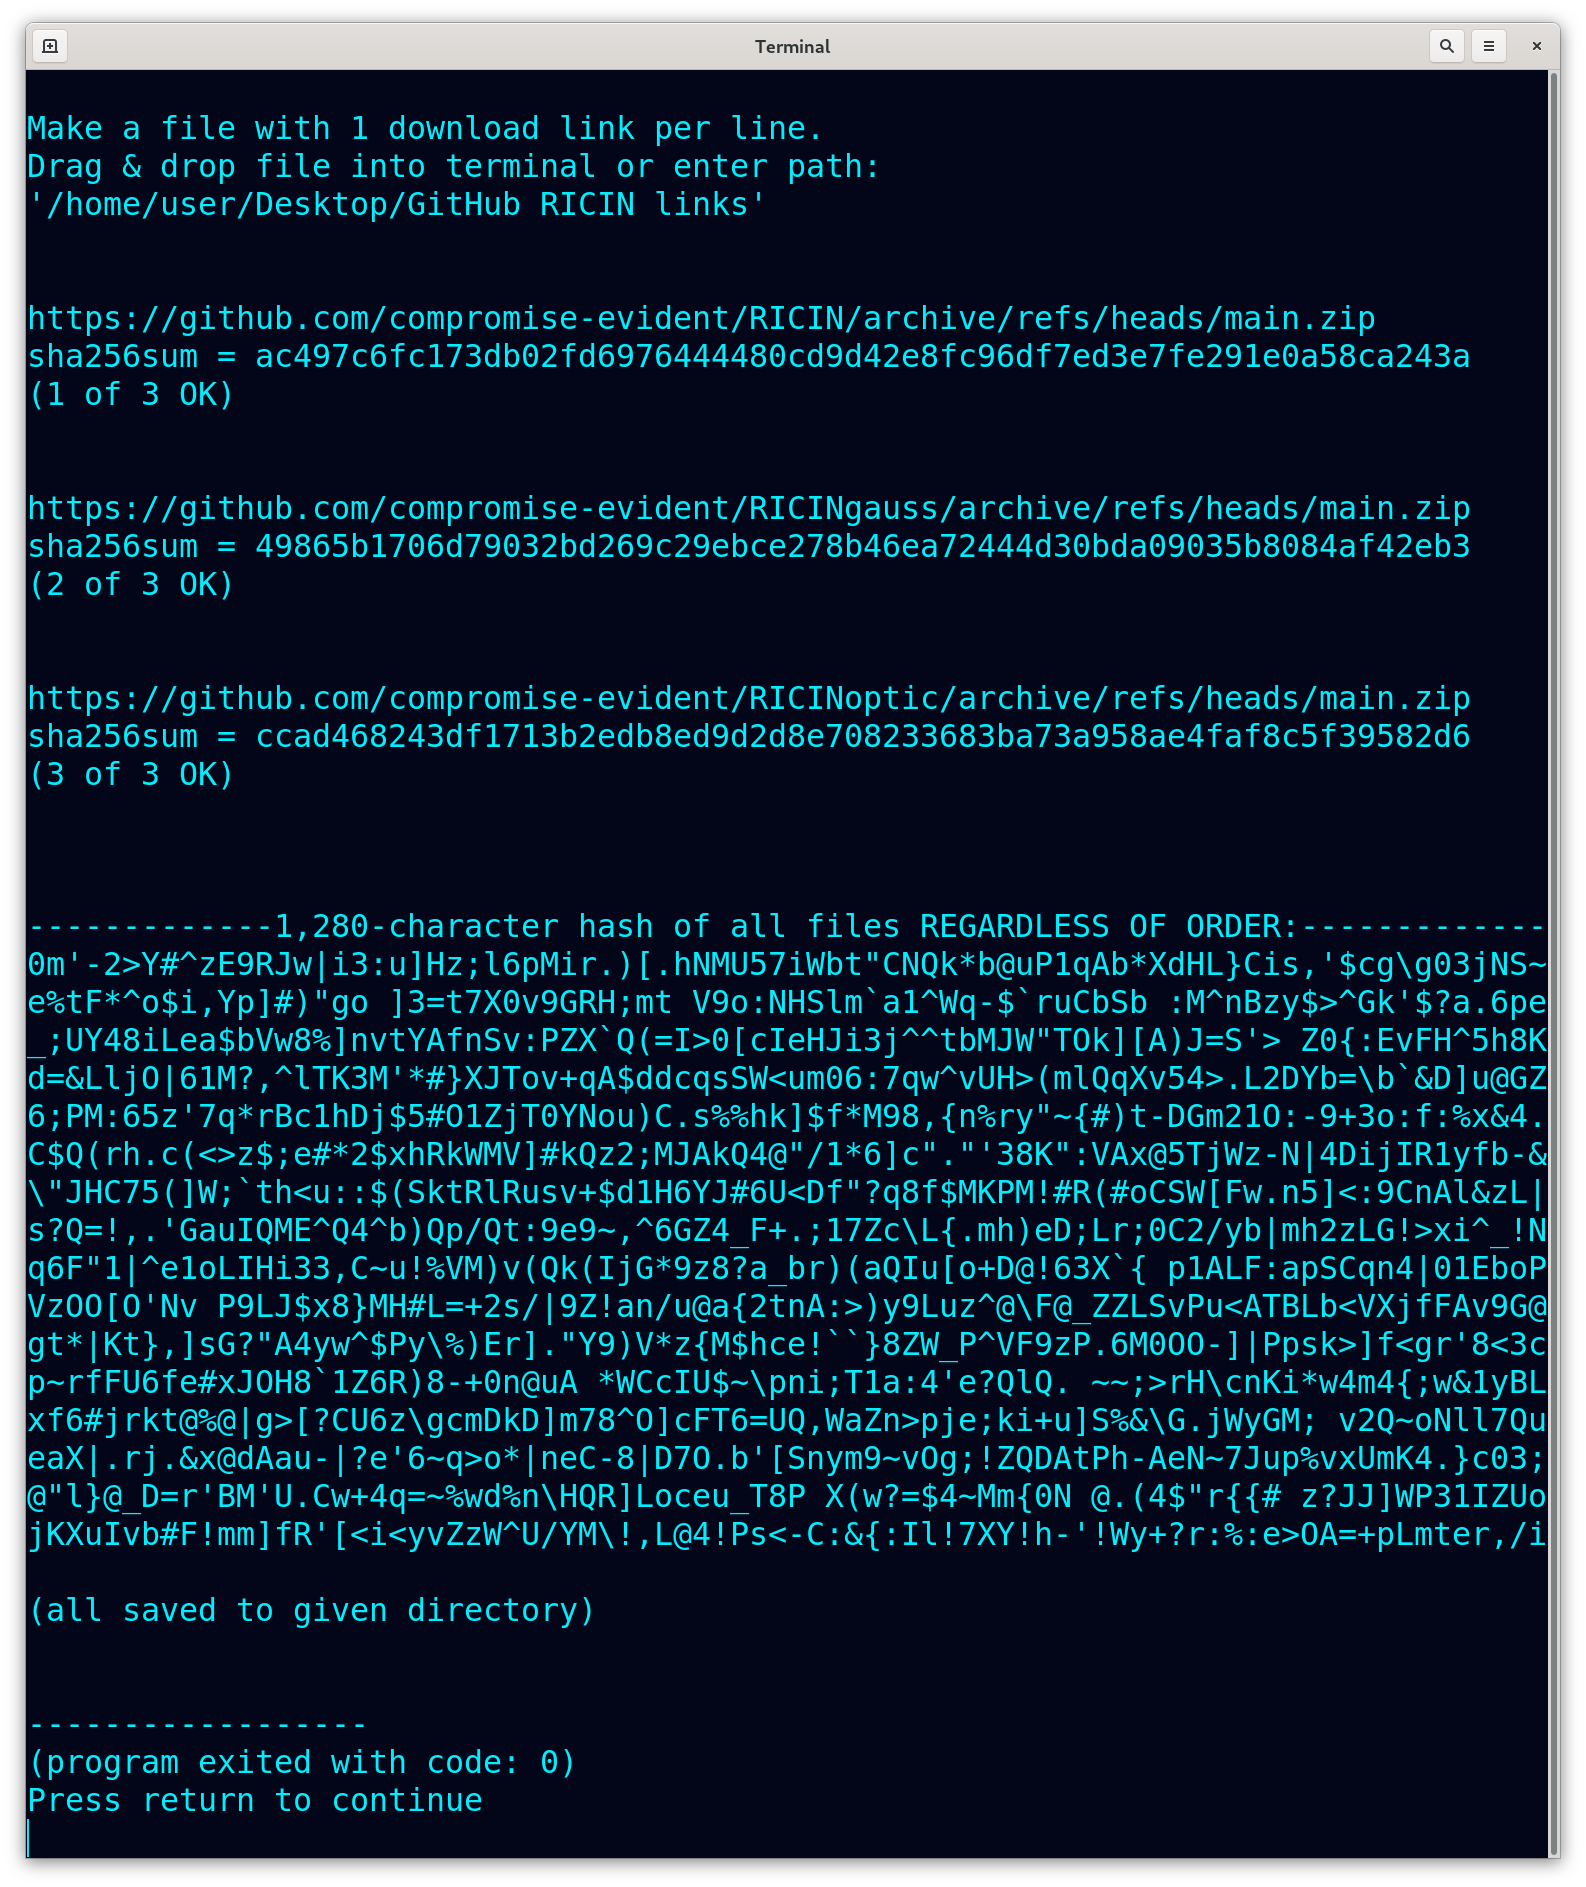 Terminal
Make a file with 1 download link per line.
Drag & drop file into terminal or enter path:
'/home/user/Desktop/GitHub RICIN links'
https://github.com/compromise-evident/RICIN/archive/refs/heads/main.zip
sha256sum = ac497c6fc173db02fd6976444480cd9d42e8fc96df7ed3e7fe291e0a58ca243a
(1 of 3 OK)
https://github.com/compromise-evident/RICINgauss/archive/refs/heads/main.zip
sha256sum = 49865b1706d79032bd269c29ebce278b46ea72444d30bda09035b8084af42eb3
(2 of 3 OK)
https://github.com/compromise-evident/RICINoptic/archive/refs/heads/main.zip
sha256sum = ccad468243df1713b2edb8ed9d2d8e708233683ba73a958ae4faf8c5f39582d6
(3 of 3 OK)
-------------1,280-character hash of all files REGARDLESS OF ORDER:-------------
0m'-2>Y#^zE9RJw|i3:u]Hz;l6pMir.)[.hNMU57iWbt"CNQk*b@uP1qAb*XdHL}Cis,'$cg\g03jNS~
e%tF*^o$i,Yp]#)"go ]3=t7X0v9GRH;mt V9o:NHSlm`a1^Wq-$`ruCbSb :M^nBzy$>^Gk'$?a.6pe
_;UY48iLea$bVw8%]nvtYAfnSv:PZX`Q(=I>0[cIeHJi3j^^tbMJW"TOk][A)J=S'> Z0{:EvFH^5h8K
d=&LljO|61M?,^lTK3M'*#}XJTov+qA$ddcqsSW<um06:7qw^vUH>(mlQqXv54>.L2DYb=\b`&D]u@GZ
6;PM:65z'7q*rBc1hDj$5#O1ZjT0YNou)C.s%%hk]$f*M98,{n%ry"~{#)t-DGm21O:-9+3o:f:%x&4.
C$Q(rh.c(<>z$;e#*2$xhRkWMV]#kQz2;MJAkQ4@"/1*6]c"."'38K":VAx@5TjWz-N|4DijIR1yfb-&
\"JHC75(]W;`th<u::$(SktRlRusv+$d1H6YJ#6U<Df"?q8f$MKPM!#R(#oCSW[Fw.n5]<:9CnAl&zL|
s?Q=!,.'GauIQME^Q4^b)Qp/Qt:9e9~,^6GZ4_F+.;17Zc\L{.mh)eD;Lr;0C2/yb|mh2zLG!>xi^_!N
q6F"1|^e1oLIHi33,C~u!%VM)v(Qk(IjG*9z8?a_br)(aQIu[o+D@!63X`{ p1ALF:apSCqn4|01EboP
VzOO[O'Nv P9LJ$x8}MH#L=+2s/|9Z!an/u@a{2tnA:>)y9Luz^@\F@_ZZLSvPu<ATBLb<VXjfFAv9G@
gt*|Kt},]sG?"A4yw^$Py\%)Er]."Y9)V*z{M$hce!``}8ZW_P^VF9zP.6M0OO-]|Ppsk>]f<gr'8<3c
p~rfFU6fe#xJOH8`1Z6R)8-+0n@uA *WCcIU$~\pni;T1a:4'e?QlQ. ~~;>rH\cnKi*w4m4{;w&1yBL
xf6#jrkt@%@|g>[?CU6z\gcmDkD]m78^O]cFT6=UQ,WaZn>pje;ki+u]S%&\G.jWyGM; v2Q~oNll7Qu
eaX|.rj.&x@dAau-|?e'6~q>o*|neC-8|D7O.b'[Snym9~vOg;!ZQDAtPh-AeN~7Jup%vxUmK4.}c03;
@"l}@_D=r'BM'U.Cw+4q=~%wd%n\HQR]Loceu_T8P X(w?=$4~Mm{0N @.(4$"r{{# z?JJ]WP31IZUo
jKXuIvb#F!mm]fR'[<i<yvZzW^U/YM\!,L@4!Ps<-C:&{:Il!7XY!h-'!Wy+?r:%:e>OA=+pLmter,/i
(all saved to given directory)
------------------
(program exited with code: 0)
Press return to continue